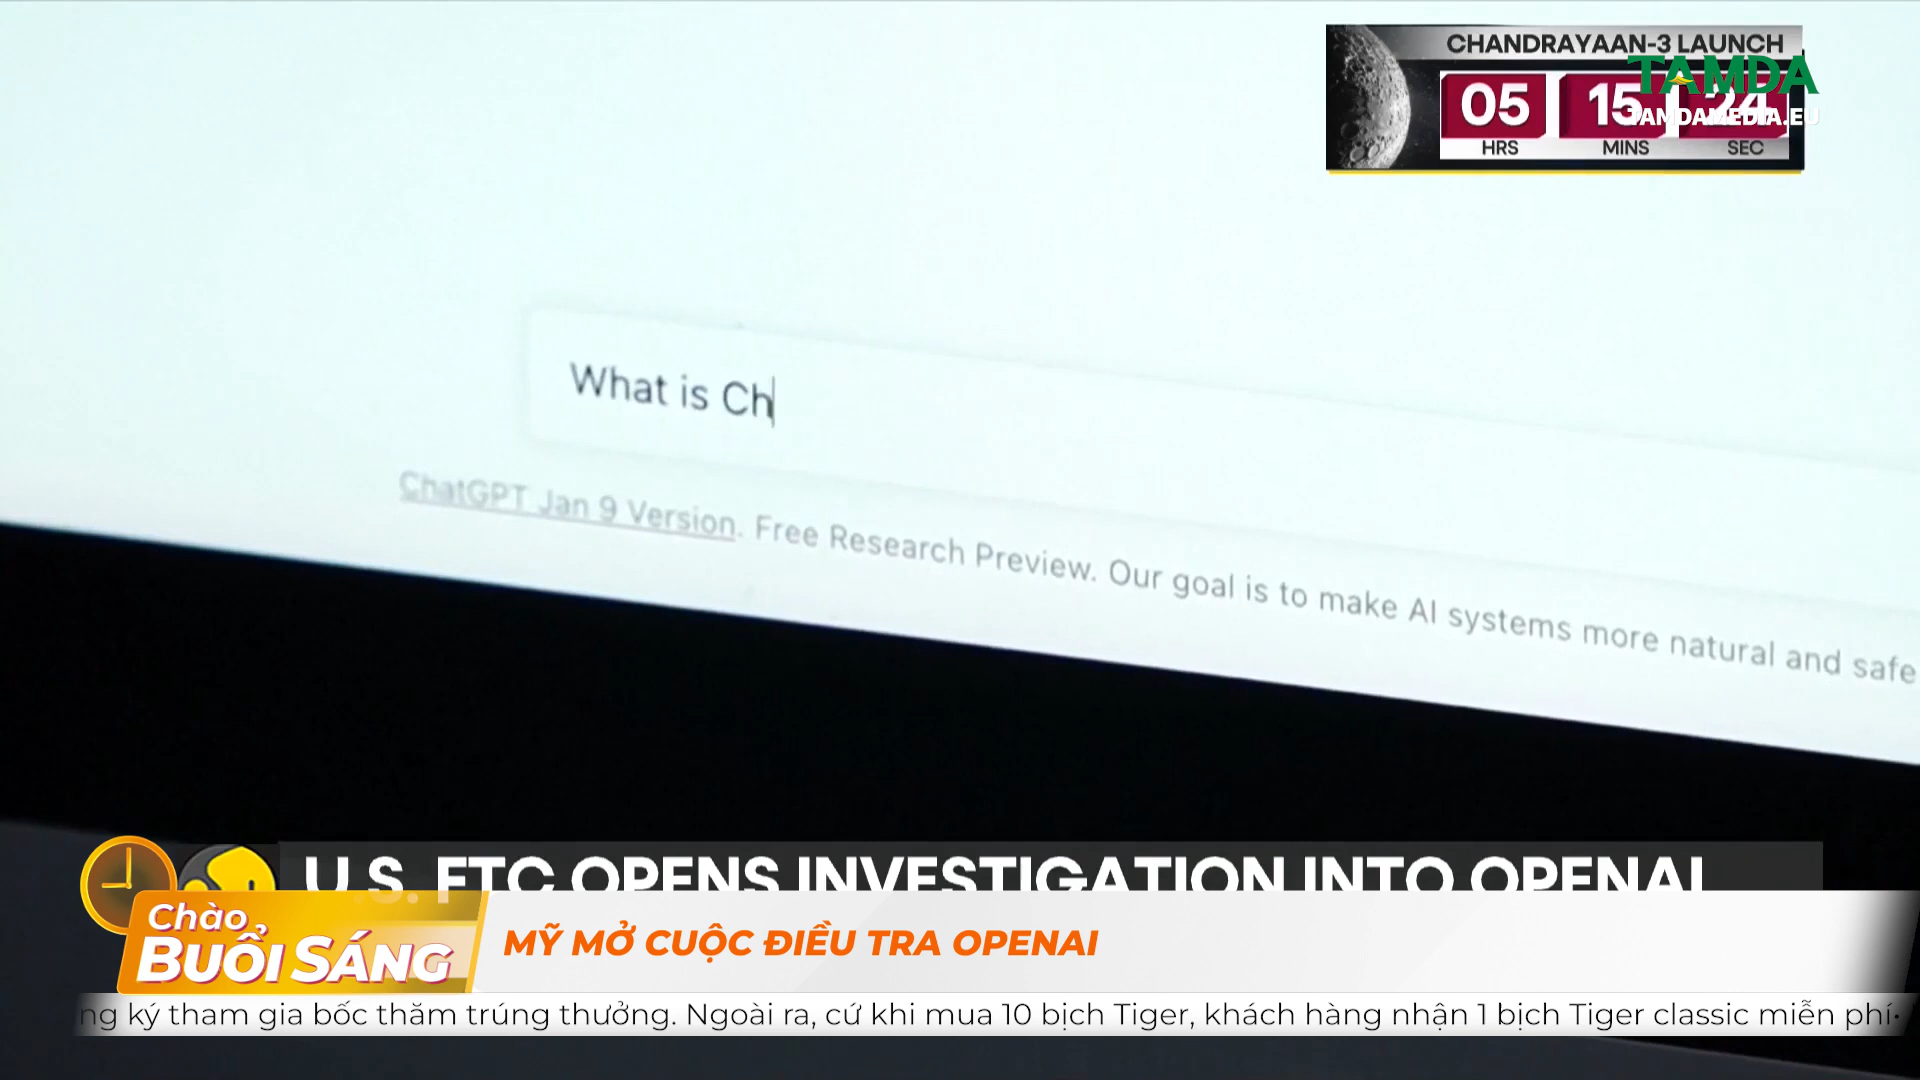 CHANDRAYAAN-3 LAUNCH
TAMDA
05 15 24
TAMDAMEDIA.EU
HRS MINS SEC
What is Ch
ChatGPT Jan 9 Version. Free Research Preview. Our goal is to make AI systems more natural and safe
U.S. FTC OPENS INVESTIGATION INTO OPENAI
Chào
BUỔI SÁNG
MỸ MỞ CUỘC ĐIỀU TRA OPENAI
ng ký tham gia bốc thăm trúng thưởng. Ngoài ra, cứ khi mua 10 bịch Tiger, khách hàng nhận 1 bịch Tiger classic miễn phí•